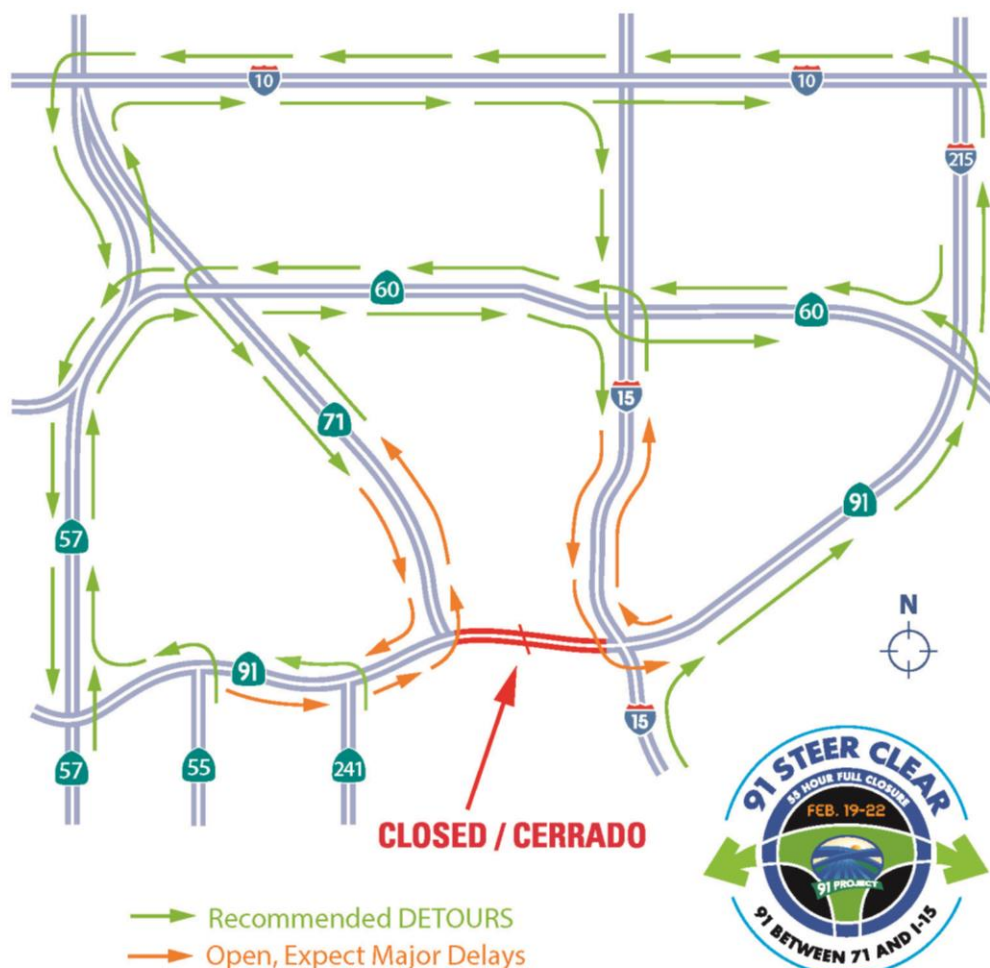 10
10
215
60
60
15
71
91
57
N
91
15
57
55
241
CLOSED / CERRADO
91 STEER CLEAR
55 HOUR FULL CLOSURE
FEB. 19-22
91 PROJECT
91 BETWEEN 71 AND I-15
Recommended DETOURS
Open, Expect Major Delays